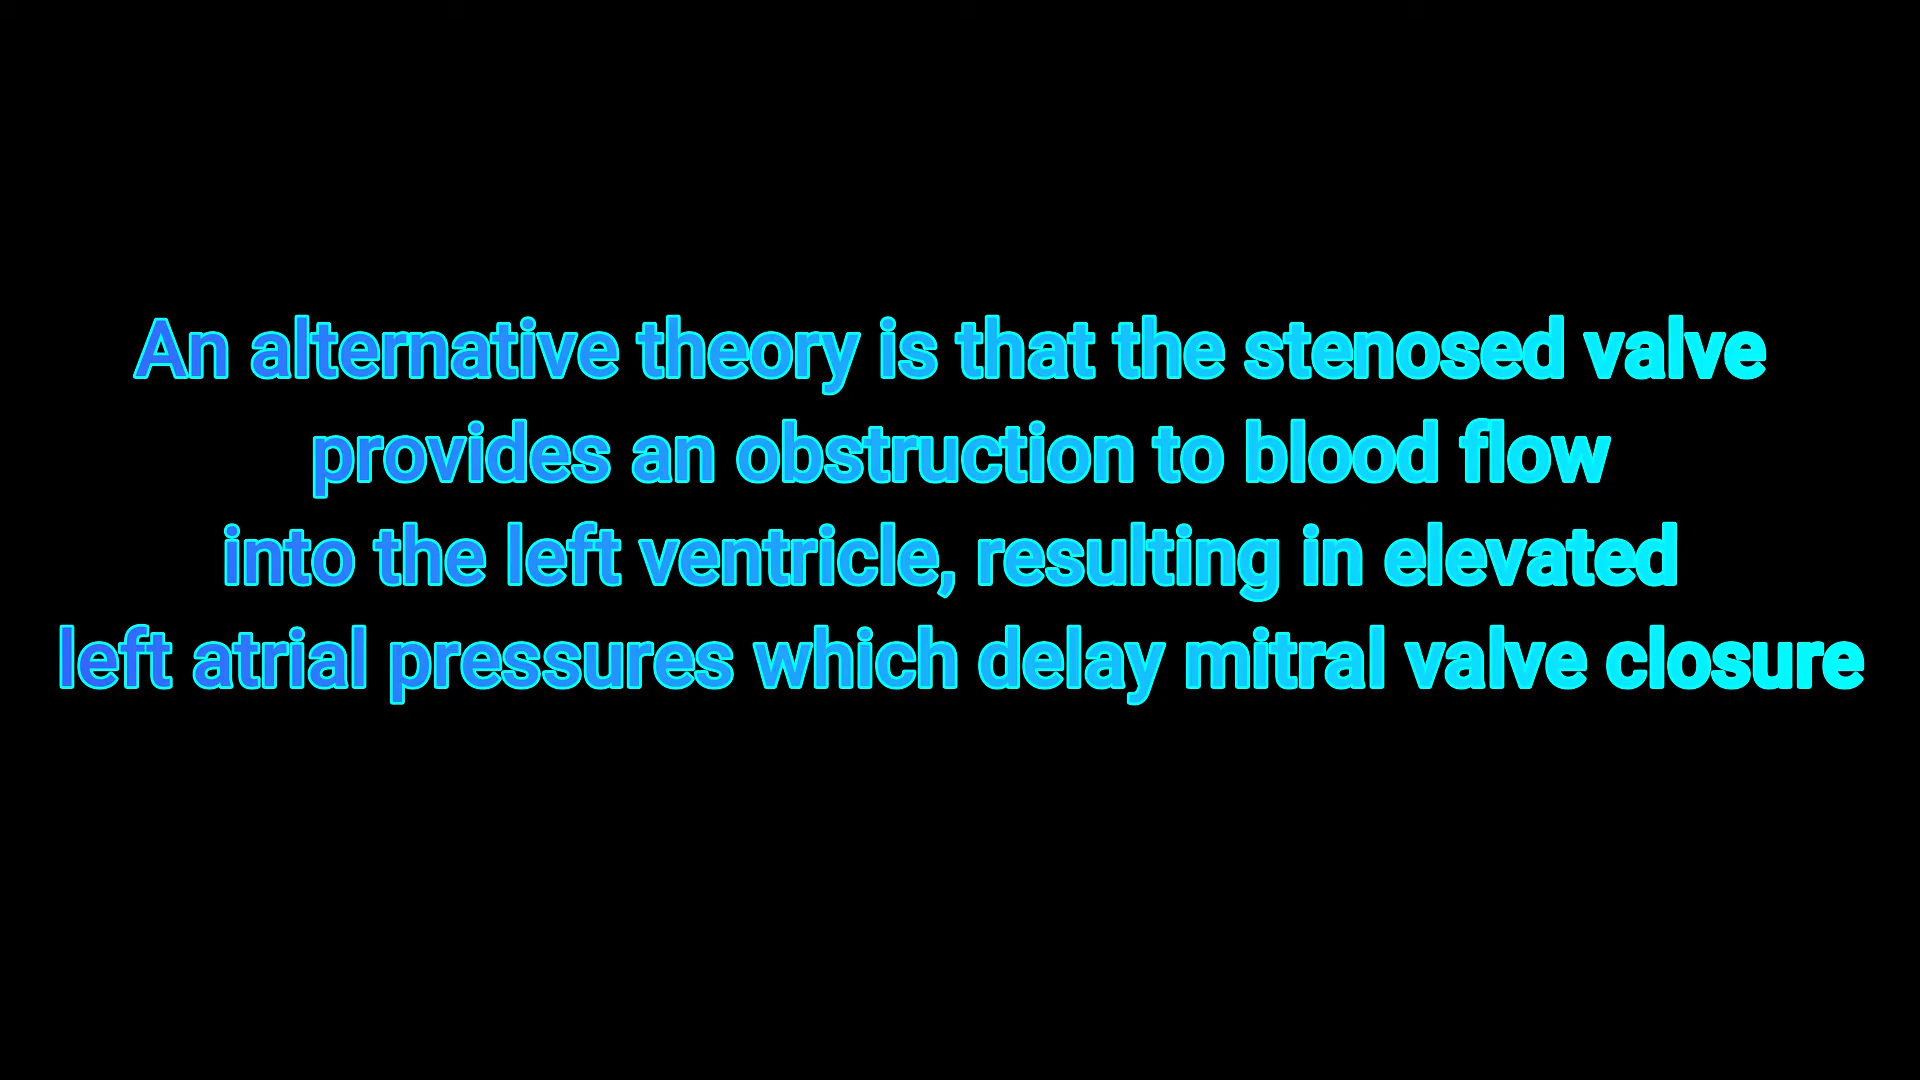 An alternative theory is that the stenosed valve
provides an obstruction to blood flow
into the left ventricle, resulting in elevated
left atrial pressures which delay mitral valve closure